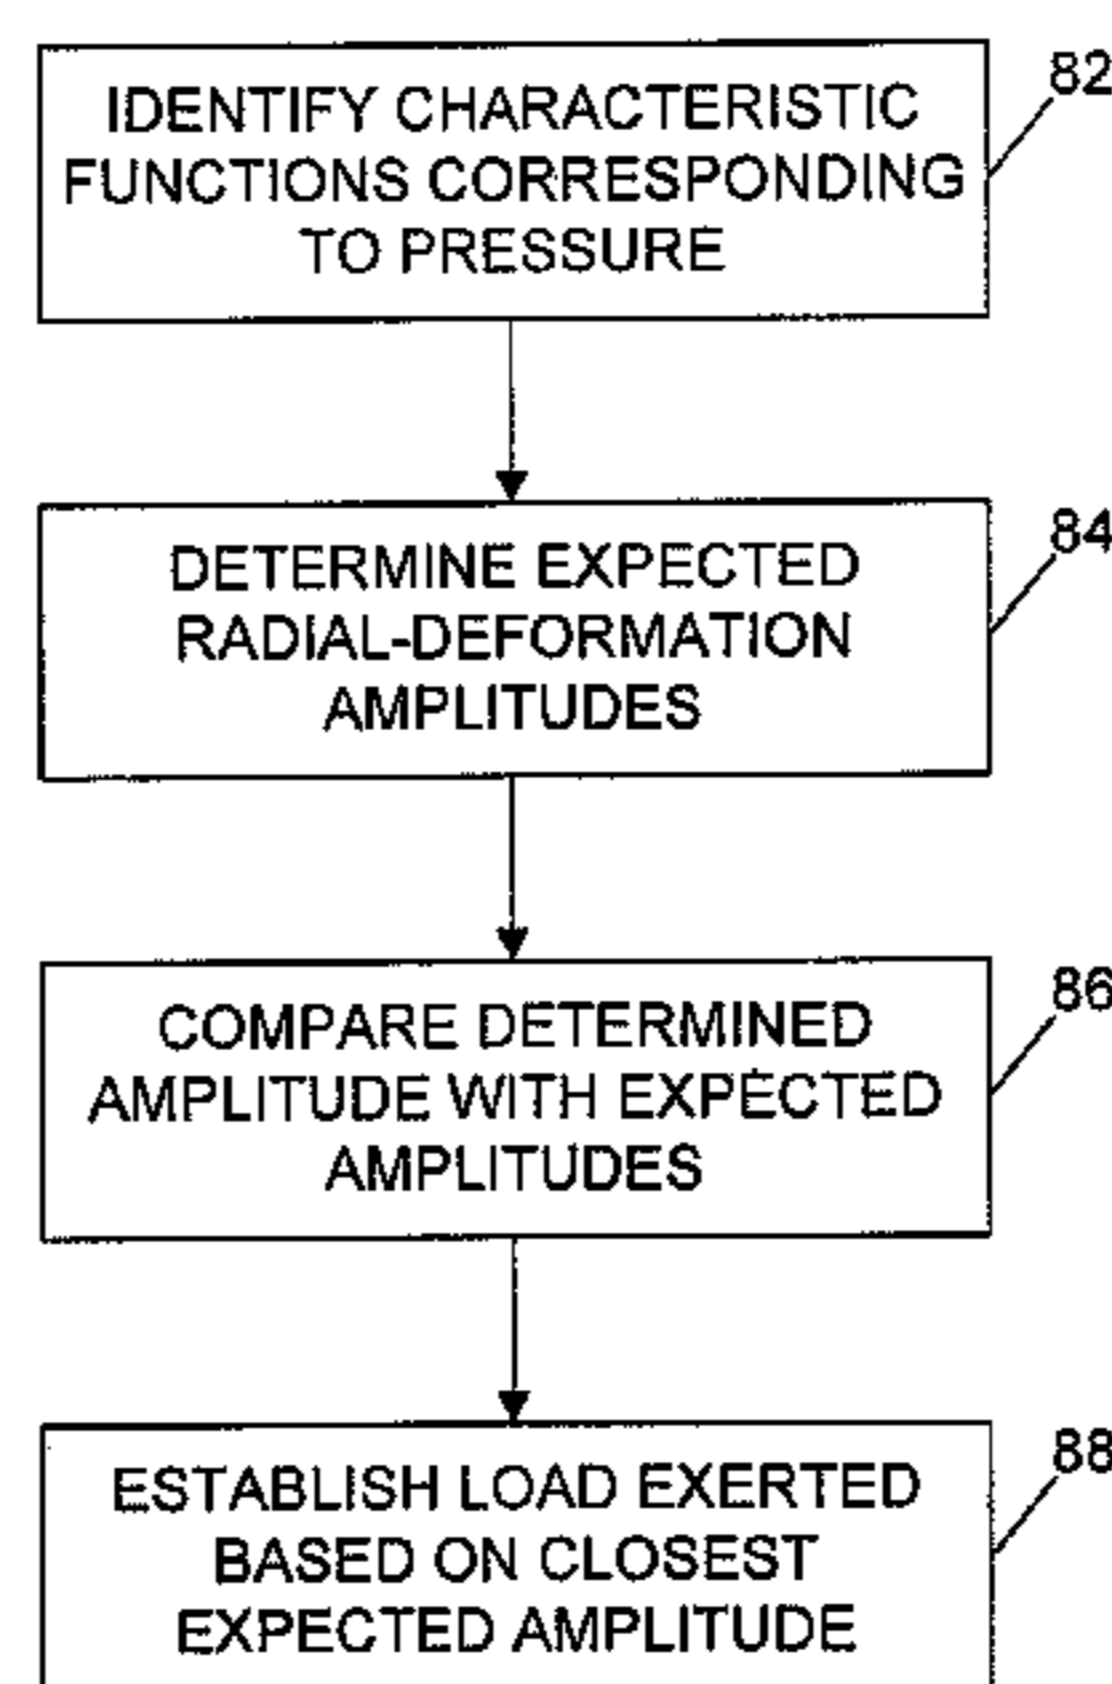 IDENTIFY CHARACTERISTIC
FUNCTIONS CORRESPONDING
TO PRESSURE
82
DETERMINE EXPECTED
RADIAL-DEFORMATION
AMPLITUDES
84
COMPARE DETERMINED
AMPLITUDE WITH EXPECTED
AMPLITUDES
86
ESTABLISH LOAD EXERTED
BASED ON CLOSEST
EXPECTED AMPLITUDE
88